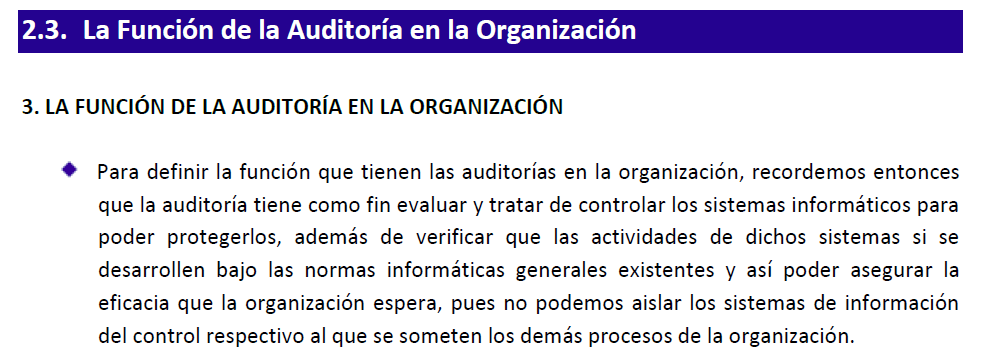 2.3. La Función de la Auditoría en la Organización
3. LA FUNCIÓN DE LA AUDITORÍA EN LA ORGANIZACIÓN
Para definir la función que tienen las auditorías en la organización, recordemos entonces
que la auditoría tiene como fin evaluar y tratar de controlar los sistemas informáticos para
poder protegerlos, además de verificar que las actividades de dichos sistemas si se
desarrollen bajo las normas informáticas generales existentes y así poder asegurar la
eficacia que la organización espera, pues no podemos aislar los sistemas de información
del control respectivo al que se someten los demás procesos de la organización.